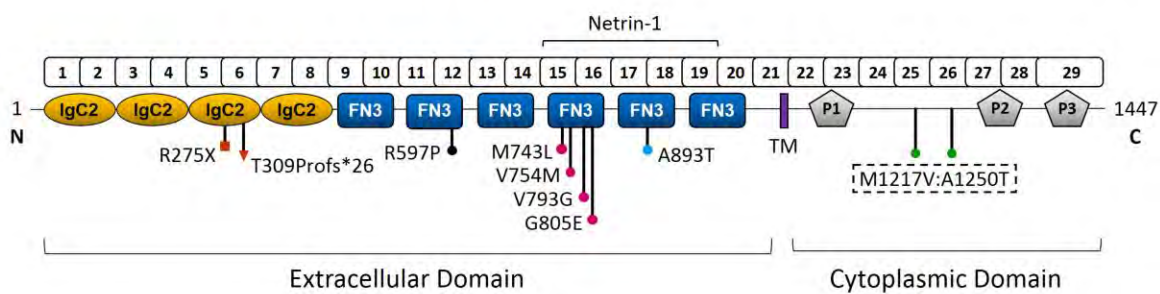 Netrin-1
1 2 3 4 5 6 7 8 9 10 11 12 13 14 15 16 17 18 19 20 21 22 23 24 25 26 27 28 29
1 IgC2 IgC2 IgC2 IgC2 FN3 FN3 FN3 FN3 FN3 FN3 P1 P2 P3 1447
N C
TM
R275X
T309Profs*26
R597P
M743L
V754M
V793G
G805E
A893T
M1217V:A1250T
Extracellular Domain Cytoplasmic Domain